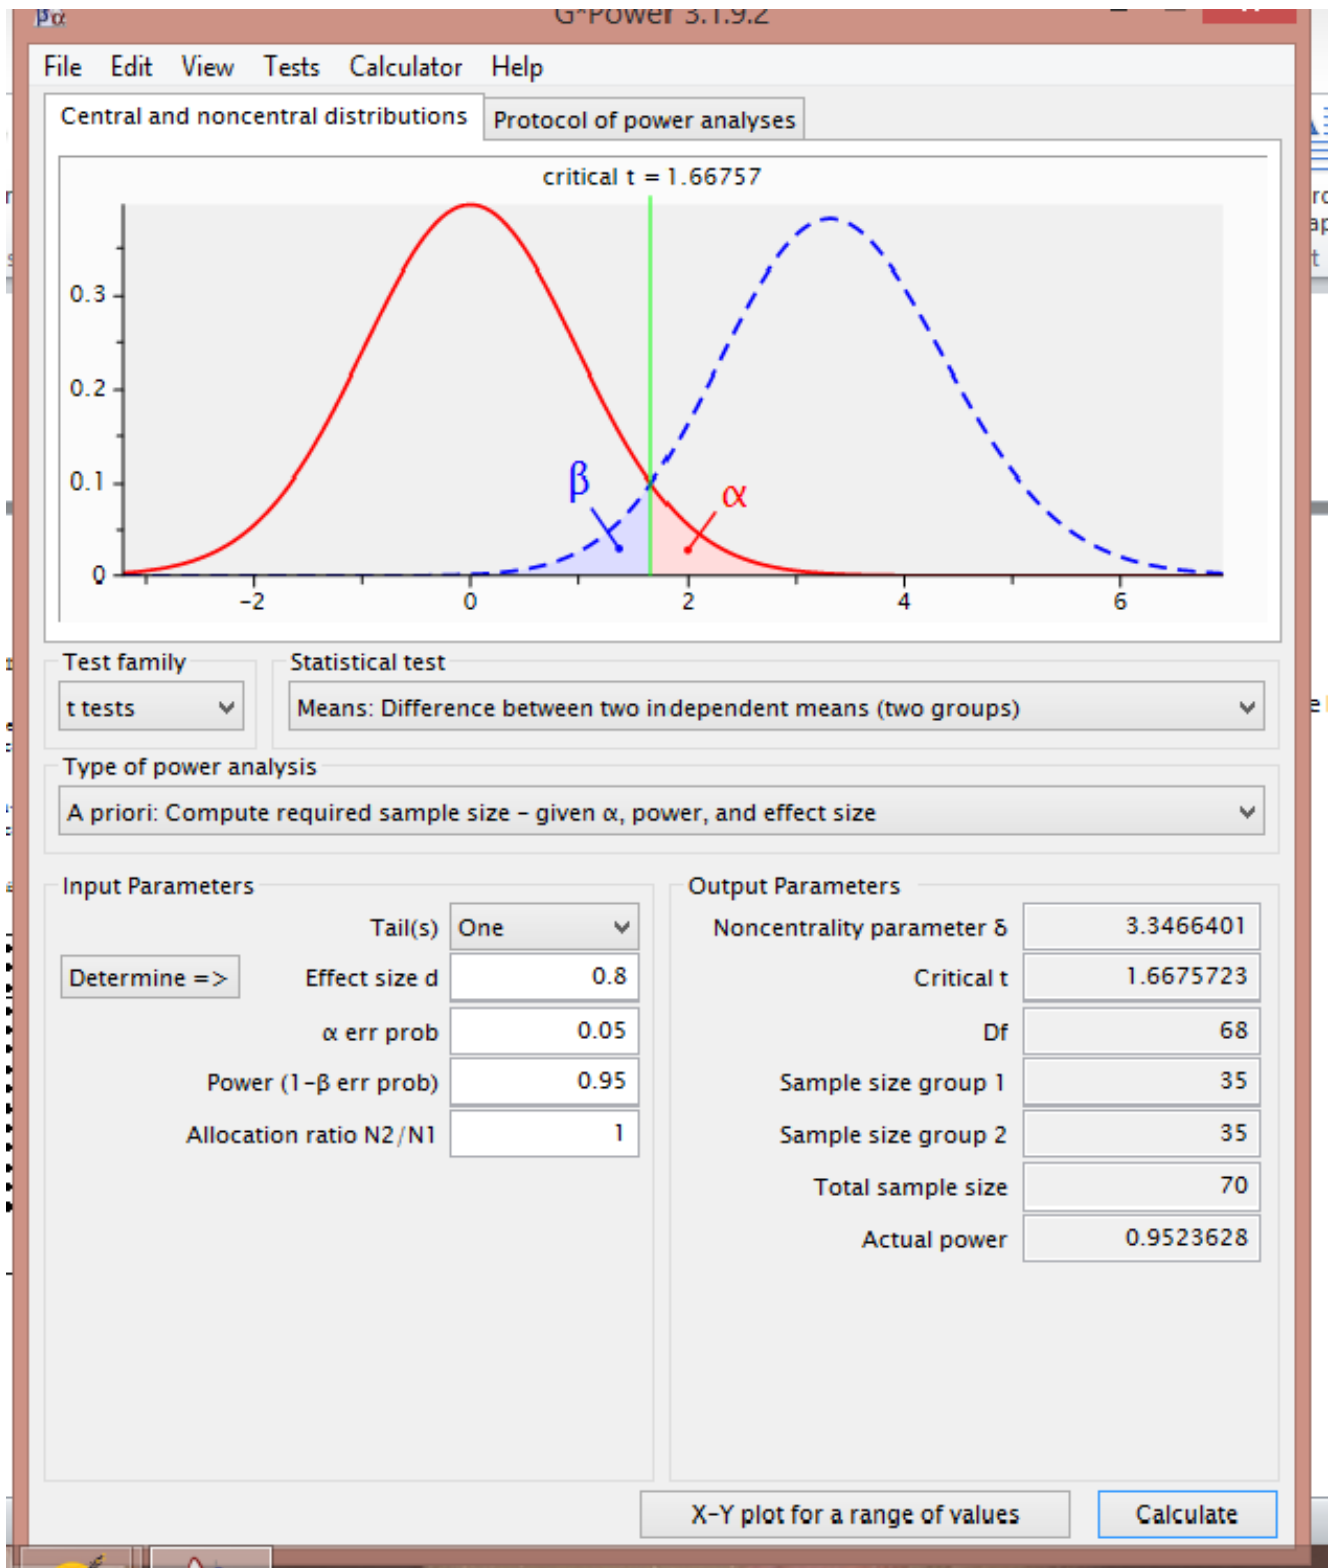 βα G*Power 3.1.9.2
File Edit View Tests Calculator Help
Central and noncentral distributions Protocol of power analyses
critical t = 1.66757
0.3
0.2
0.1
0
β
α
-2 0 2 4 6
Test family
t tests
Statistical test
Means: Difference between two independent means (two groups)
Type of power analysis
A priori: Compute required sample size – given α, power, and effect size
Input Parameters
Tail(s) One
Determine => Effect size d 0.8
α err prob 0.05
Power (1-β err prob) 0.95
Allocation ratio N2/N1 1
Output Parameters
Noncentrality parameter δ 3.3466401
Critical t 1.6675723
Df 68
Sample size group 1 35
Sample size group 2 35
Total sample size 70
Actual power 0.9523628
X-Y plot for a range of values Calculate